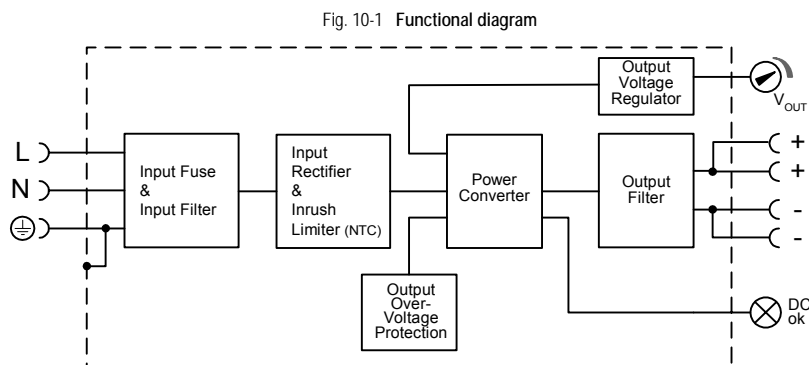 Fig. 10-1 Functional diagram
Output
Voltage
Regulator
V_OUT
L
N
Input Fuse
&
Input Filter
Input
Rectifier
&
Inrush
Limiter (NTC)
Power
Converter
Output
Filter
+
+
-
-
Output
Over-
Voltage
Protection
DC
ok